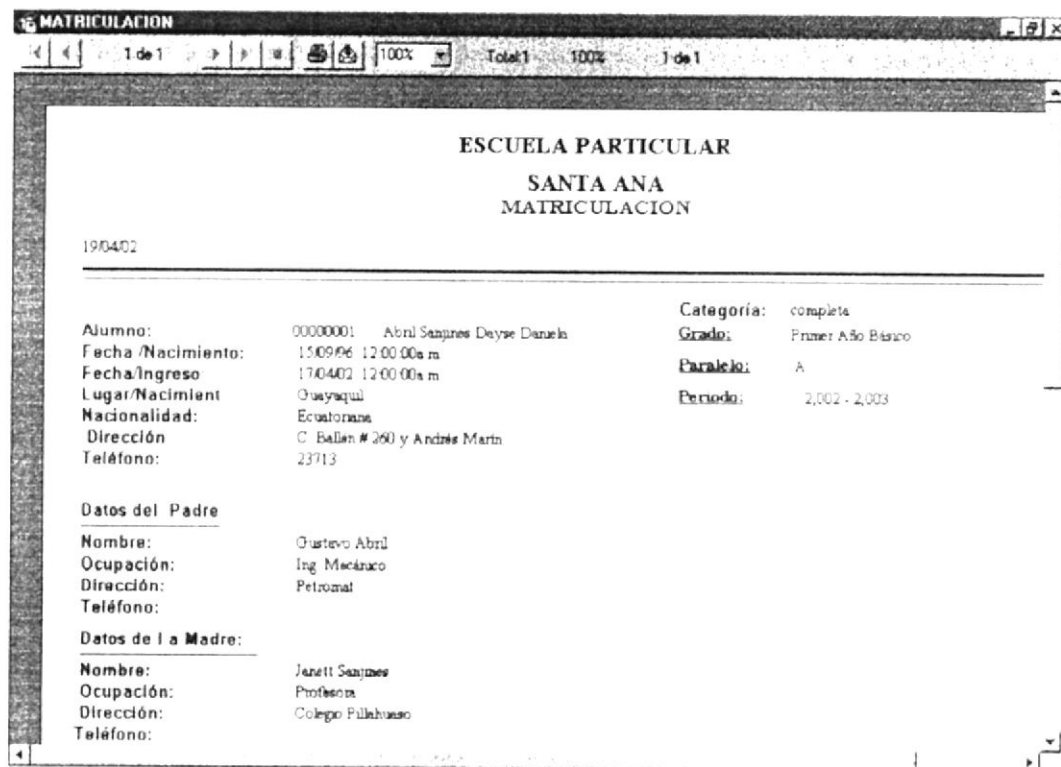 MATRICULACION
1 de 1 100% Total:1 100% 1 de 1
ESCUELA PARTICULAR
SANTA ANA
MATRICULACION
19/04/02
Categoría: completa
Alumno: 00000001 Abril Sanjines Dayse Daniela
Grado: Primer Año Básico
Fecha /Nacimiento: 15/09/96 12:00:00a.m
Fecha/Ingreso 17/04/02 12:00:00a.m
Paralelo: A
Lugar/Nacimient Guayaquil
Periodo: 2,002 - 2,003
Nacionalidad: Ecuatoriana
Dirección C. Ballen # 260 y Andrés Marin
Teléfono: 23713
Datos del Padre
Nombre: Gustavo Abril
Ocupación: Ing. Mecánico
Dirección: Petromat
Teléfono:
Datos de l a Madre:
Nombre: Janett Sanjines
Ocupación: Profesora
Dirección: Colegio
Teléfono: